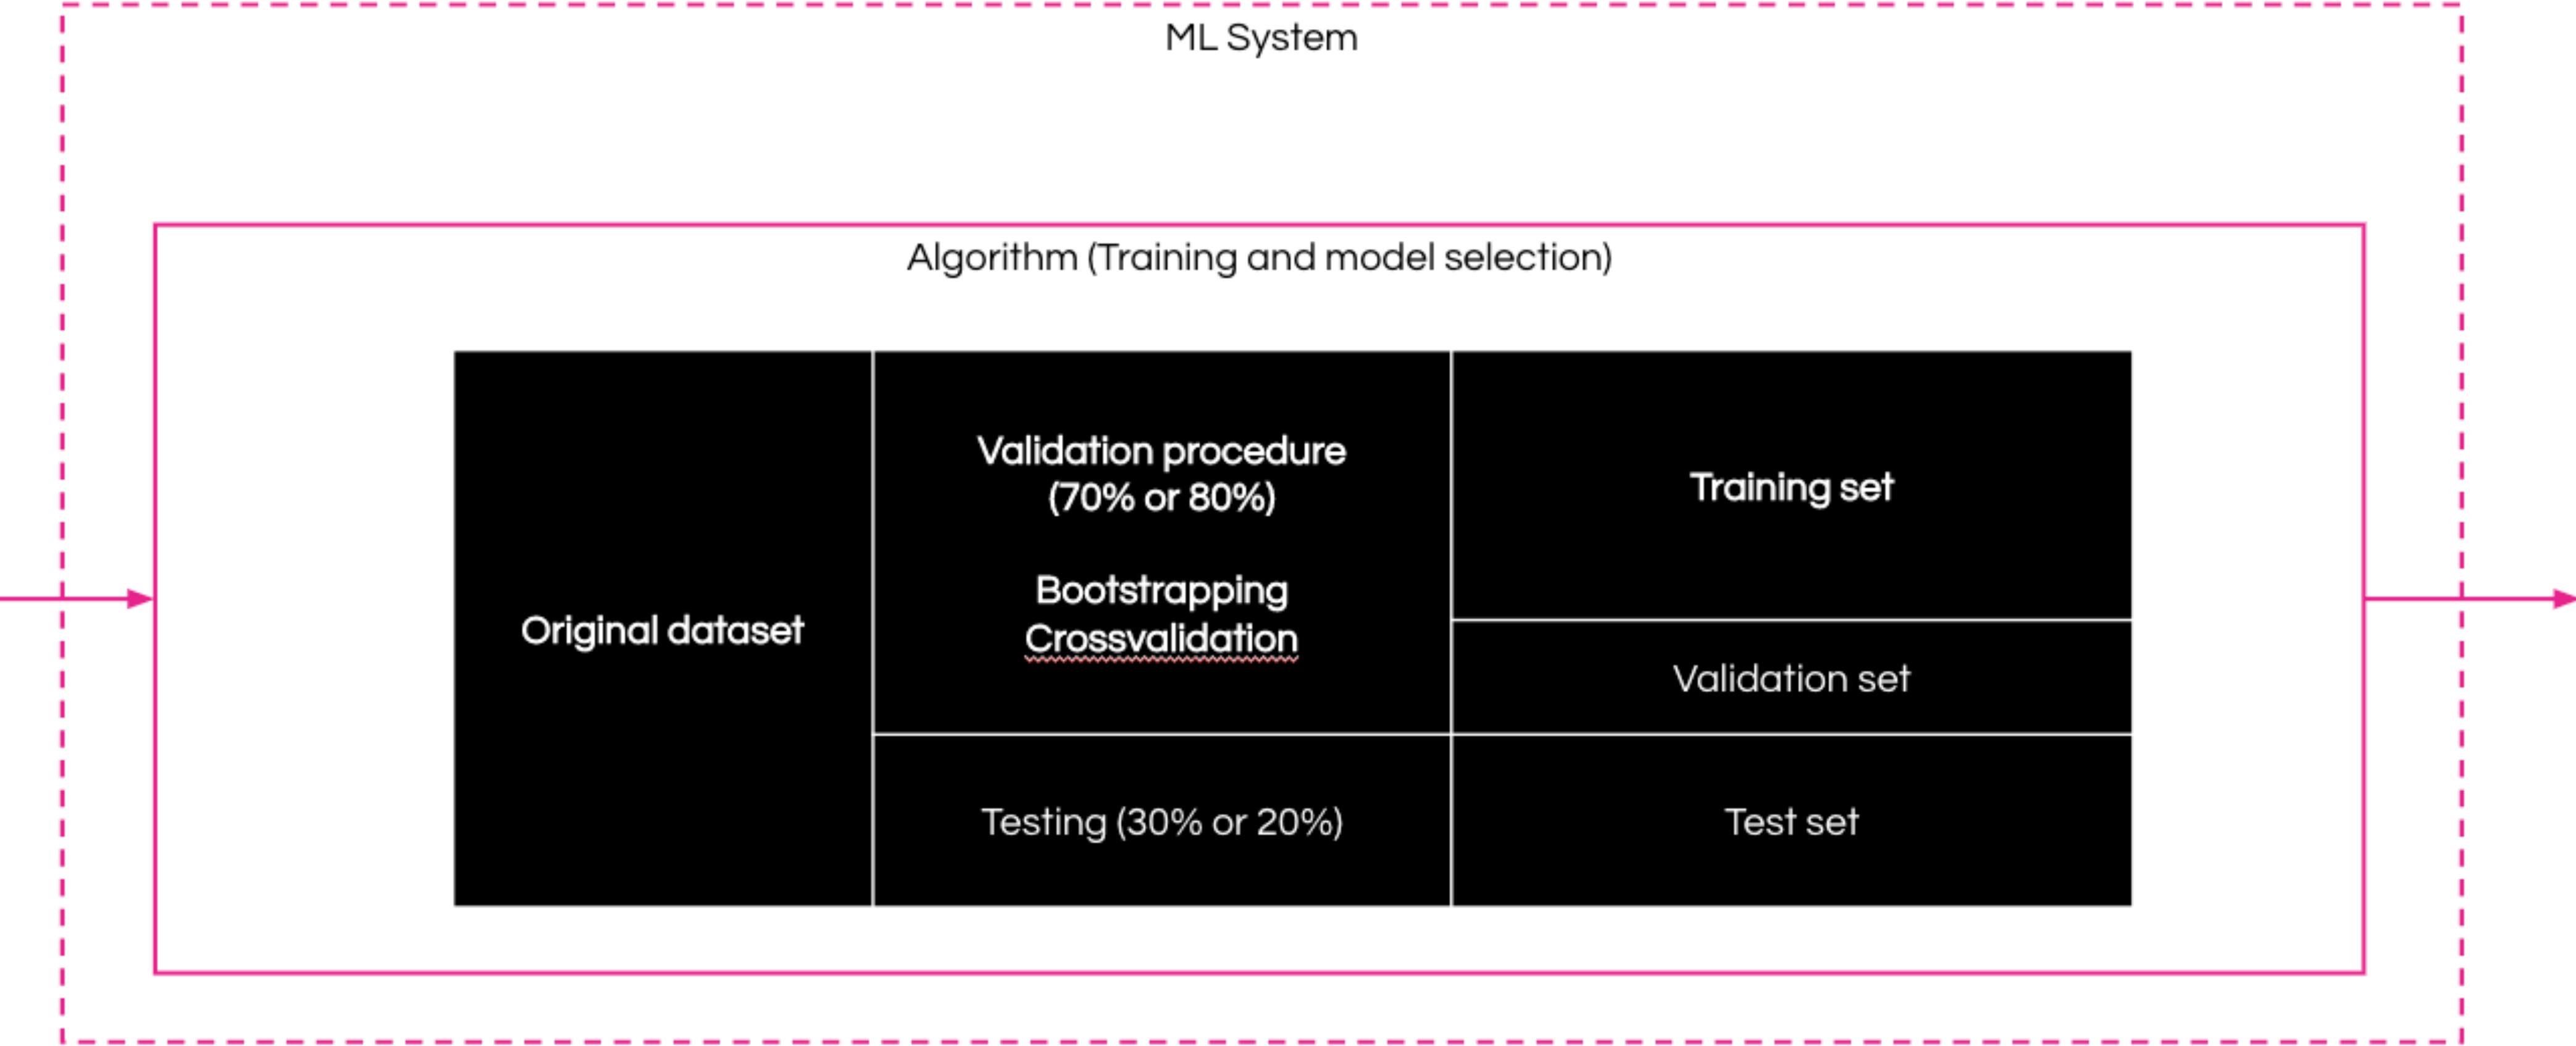 ML System
Algorithm (Training and model selection)
Original dataset
Validation procedure
(70% or 80%)
Bootstrapping
Crossvalidation
Testing (30% or 20%)
Training set
Validation set
Test set